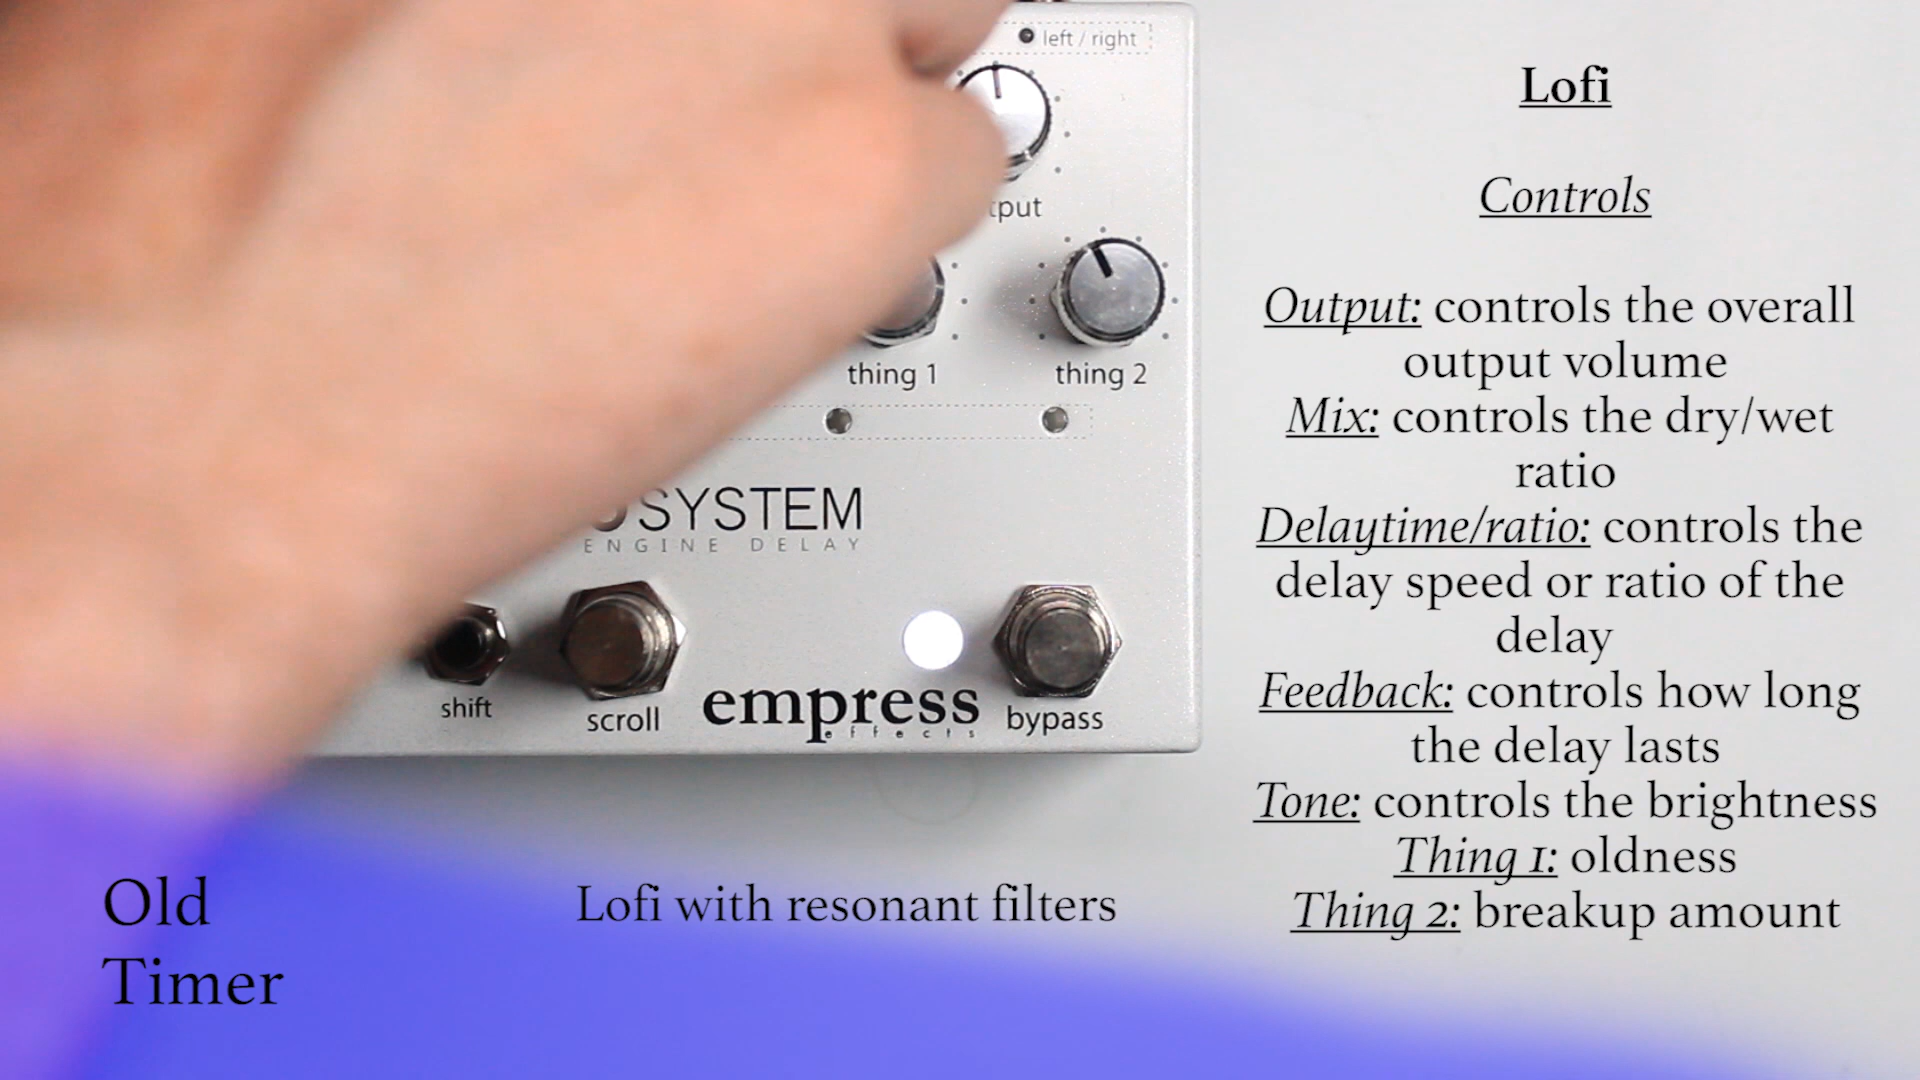 left / right
thing 1
thing 2
SYSTEM
ENGINE DELAY
shift
scroll
empress
effects
bypass
Lofi
Controls
Output: controls the overall
output volume
Mix: controls the dry/wet
ratio
Delaytime/ratio: controls the
delay speed or ratio of the
delay
Feedback: controls how long
the delay lasts
Tone: controls the brightness
Thing 1: oldness
Thing 2: breakup amount
Old
Timer
Lofi with resonant filters